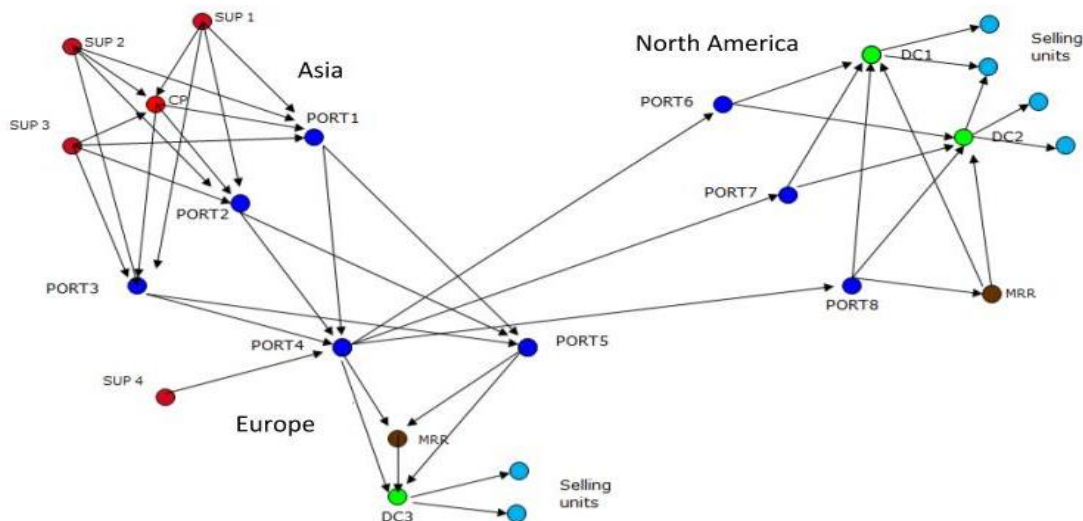 SUP 1
SUP 2
North America
DC1
Selling
units
Asia
CP
PORT6
PORT1
SUP 3
DC2
PORT7
PORT2
PORT3
PORT8
MRR
PORT4
PORT5
SUP 4
Europe
MRR
Selling
units
DC3